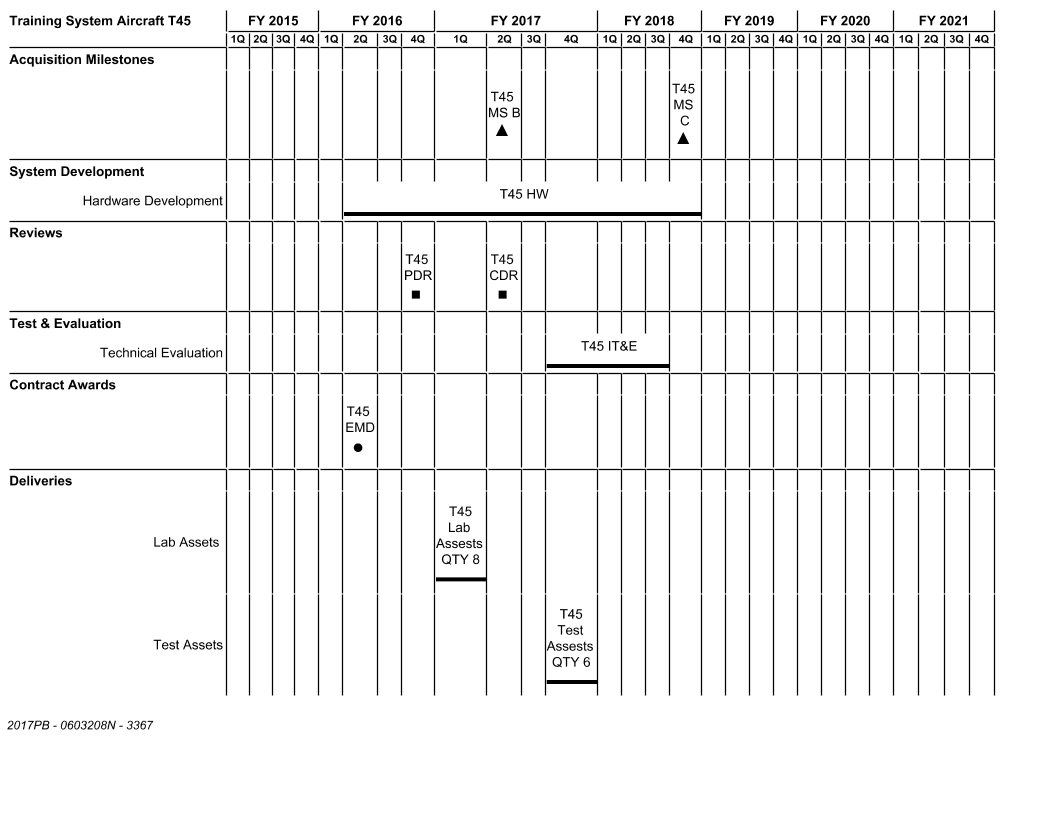 Training System Aircraft T45 FY 2015 FY 2016 FY 2017 FY 2018 FY 2019 FY 2020 FY 2021
1Q 2Q 3Q 4Q 1Q 2Q 3Q 4Q 1Q 2Q 3Q 4Q 1Q 2Q 3Q 4Q 1Q 2Q 3Q 4Q 1Q 2Q 3Q 4Q 1Q 2Q 3Q 4Q
Acquisition Milestones
T45
MS B
T45
MS
C
System Development
Hardware Development
T45 HW
Reviews
T45
PDR
T45
CDR
Test & Evaluation
Technical Evaluation
T45 IT&E
Contract Awards
T45
EMD
Deliveries
Lab Assets
T45
Lab
Assests
QTY 8
Test Assets
T45
Test
Assests
QTY 6
2017PB - 0603208N - 3367